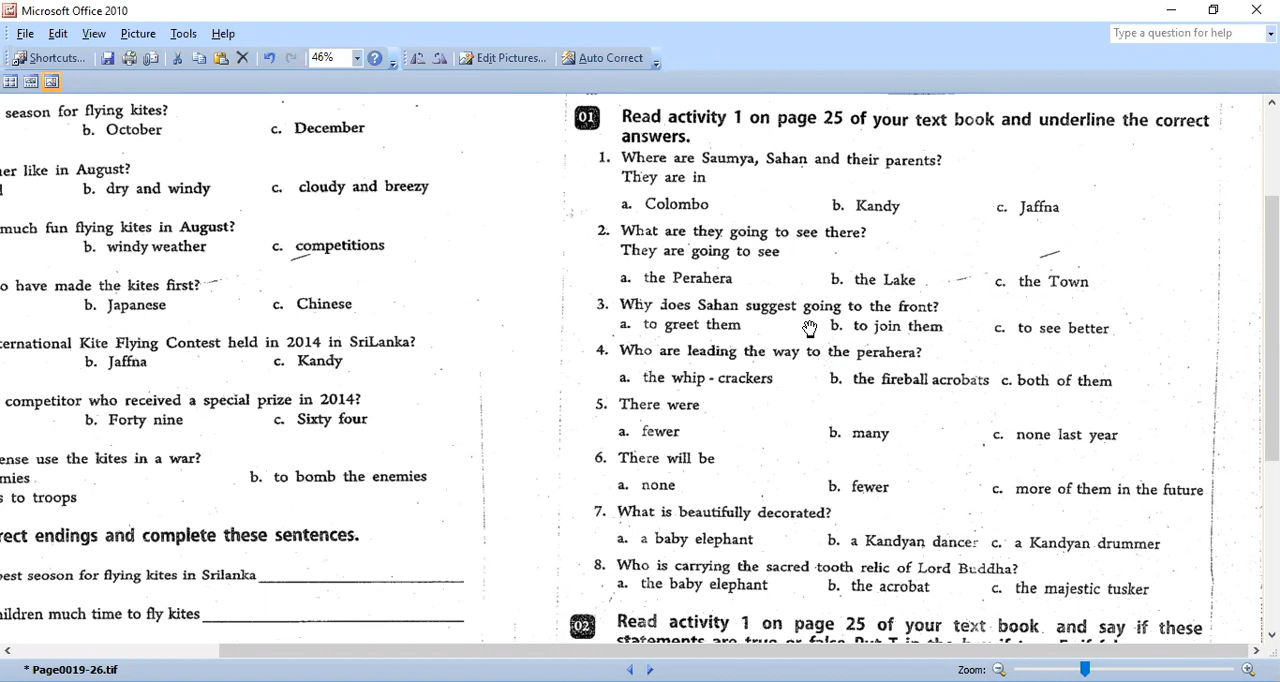 Microsoft Office 2010
File Edit View Picture Tools Help
Type a question for help
Shortcuts... 46% Edit Pictures... Auto Correct
season for flying kites?
b. October c. December
er like in August?
b. dry and windy c. cloudy and breezy
much fun flying kites in August?
b. windy weather c. competitions
o have made the kites first?
b. Japanese c. Chinese
ternational Kite Flying Contest held in 2014 in SriLanka?
b. Jaffna c. Kandy
competitor who received a special prize in 2014?
b. Forty nine c. Sixty four
ense use the kites in a war?
mies b. to bomb the enemies
s to troops
rect endings and complete these sentences.
best seoson for flying kites in Srilanka
hildren much time to fly kites
01 Read activity 1 on page 25 of your text book and underline the correct
answers.
1. Where are Saumya, Sahan and their parents?
They are in
a. Colombo b. Kandy c. Jaffna
2. What are they going to see there?
They are going to see
a. the Perahera b. the Lake c. the Town
3. Why does Sahan suggest going to the front?
a. to greet them b. to join them c. to see better
4. Who are leading the way to the perahera?
a. the whip - crackers b. the fireball acrobats c. both of them
5. There were
a. fewer b. many c. none last year
6. There will be
a. none b. fewer c. more of them in the future
7. What is beautifully decorated?
a. a baby elephant b. a Kandyan dancer c. a Kandyan drummer
8. Who is carrying the sacred tooth relic of Lord Buddha?
a. the baby elephant b. the acrobat c. the majestic tusker
02 Read activity 1 on page 25 of your text book and say if these
* Page0019-26.tif
Zoom: